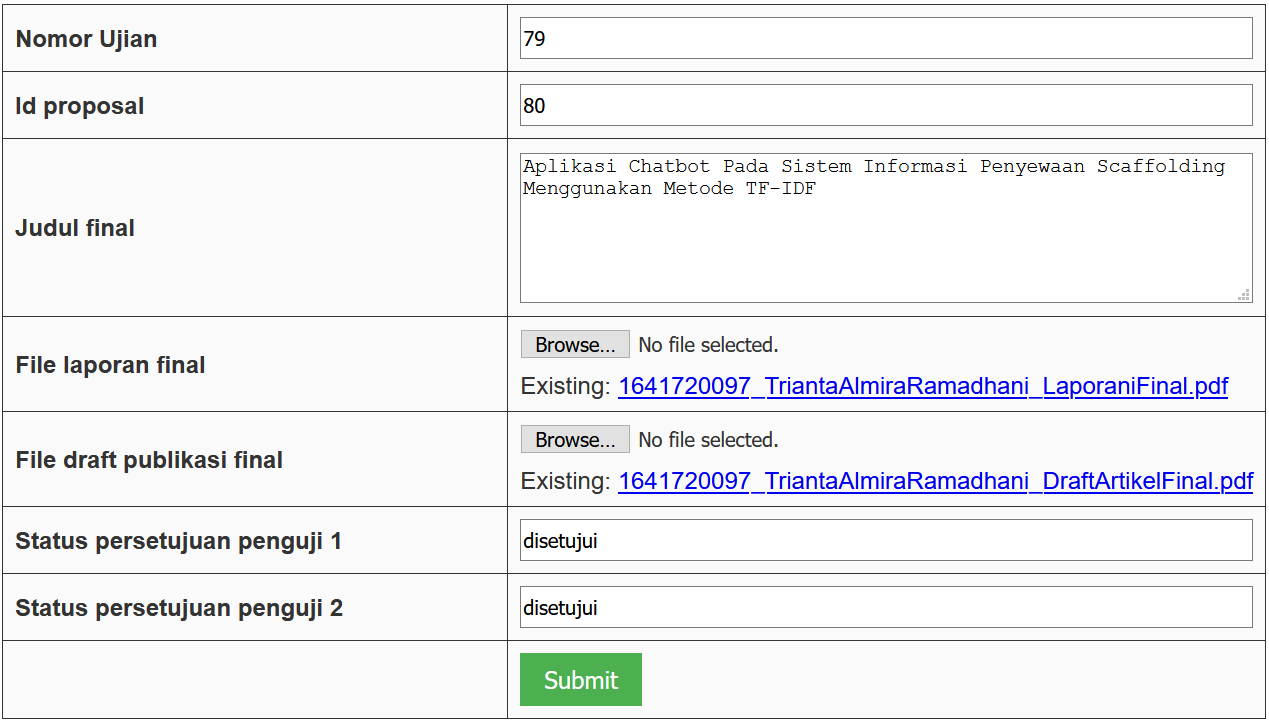 Nomor Ujian
79
Id proposal
80
Judul final
Aplikasi Chatbot Pada Sistem Informasi Penyewaan Scaffolding
Menggunakan Metode TF-IDF
File laporan final
Browse... No file selected.
Existing: 1641720097_TriantaAlmiraRamadhani_LaporaniFinal.pdf
File draft publikasi final
Browse... No file selected.
Existing: 1641720097_TriantaAlmiraRamadhani_DraftArtikelFinal.pdf
Status persetujuan penguji 1
disetujui
Status persetujuan penguji 2
disetujui
Submit